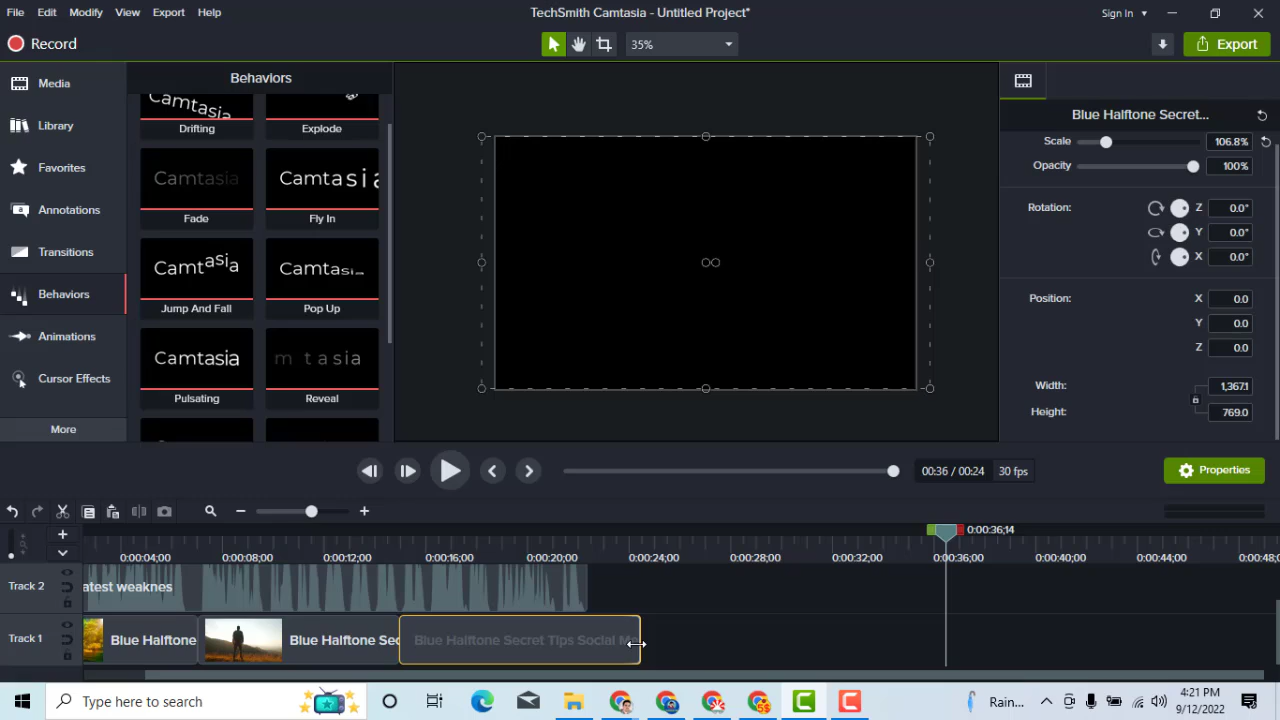 File Edit Modify View Export Help
TechSmith Camtasia - Untitled Project*
Sign In
Record
35%
Export
Media
Library
Favorites
Annotations
Transitions
Behaviors
Animations
Cursor Effects
More
Behaviors
Camtasia
Drifting
Explode
Camtasia
Fade
Camtasia
Fly In
Camtasia
Jump And Fall
Camtasia
Pop Up
Camtasia
Pulsating
m t a s i a
Reveal
Blue Halftone Secret...
Scale 106.8%
Opacity 100%
Rotation: Z 0.0°
Y 0.0°
X 0.0°
Position: X 0.0
Y 0.0
Z 0.0
Width: 1,367.1
Height: 769.0
00:36 / 00:24 30 fps
Properties
0:00:36;14
0:00:04;00 0:00:08;00 0:00:12;00 0:00:16;00 0:00:20;00 0:00:24;00 0:00:28;00 0:00:32;00 0:00:36;00 0:00:40;00 0:00:44;00 0:00:48;00
Track 2
atest weaknes
Track 1
Blue Halftone
Blue Halftone Sec
Blue Halftone Secret Tips Social Me
Type here to search
Rain...
4:21 PM
9/12/2022